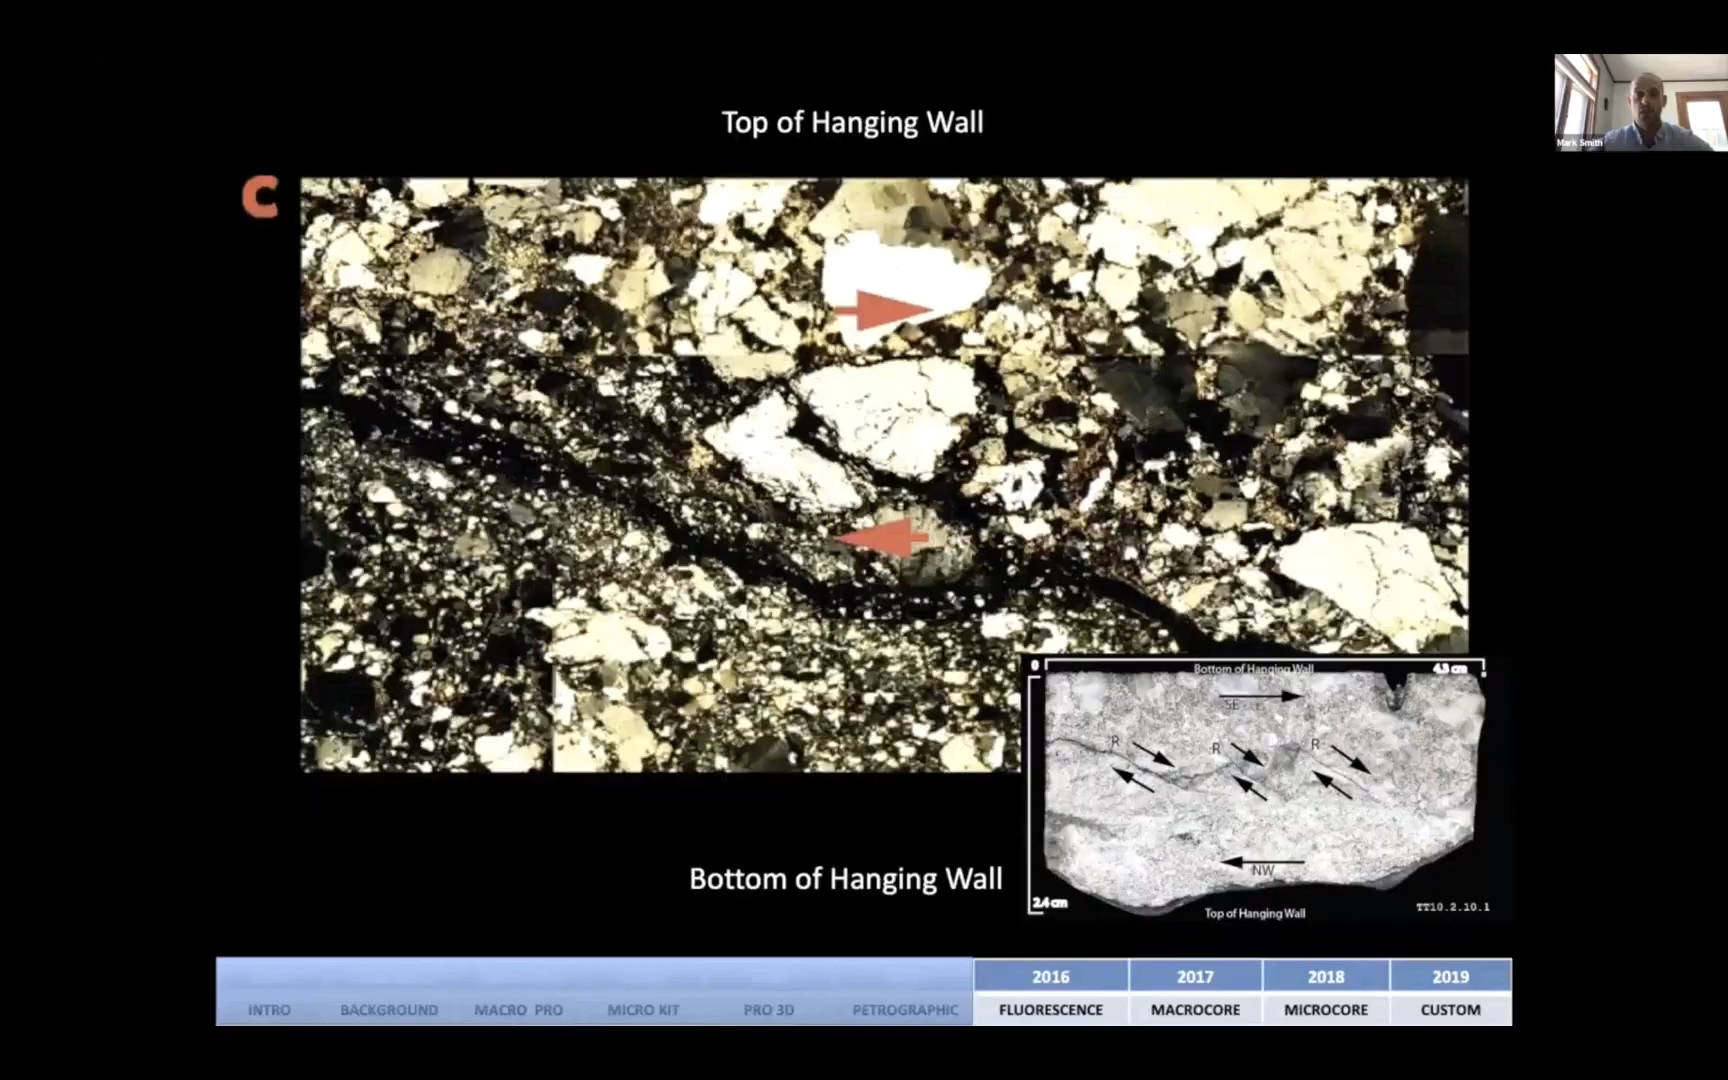 Top of Hanging Wall
Mark Smith
C
0
Bottom of Hanging Wall
4.3 cm
SE
R
R
R
NW
2.4 cm
Top of Hanging Wall
TT10.2.10.1
Bottom of Hanging Wall
2016
2017
2018
2019
INTRO
BACKGROUND
MACRO PRO
MICRO KIT
PRO 3D
PETROGRAPHIC
FLUORESCENCE
MACROCORE
MICROCORE
CUSTOM